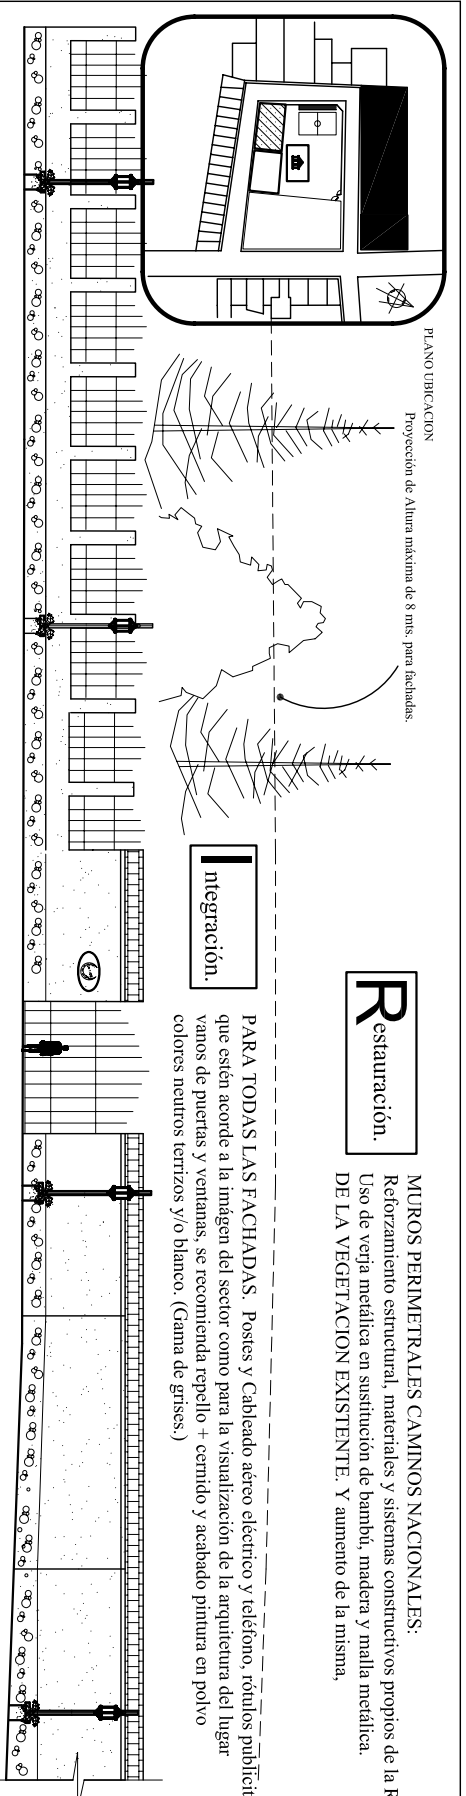 PLANO UBICACION
Proyección de Altura máxima de 8 mts. para fachadas.
Restauración.
MUROS PERIMETRALES CAMINOS NACIONALES:
Reforzamiento estructural, materiales y sistemas constructivos propios de la
Uso de verja metálica en sustitución de bambú, madera y malla metálica.
DE LA VEGETACION EXISTENTE. Y aumento de la misma,
Integración.
PARA TODAS LAS FACHADAS. Postes y Cableado aéreo eléctrico y teléfono, rótulos publicit
que estén acorde a la imágen del sector como para la visualización de la arquitetura del lugar
vanos de puertas y ventanas, se recomienda repello + cernido y acabado pintura en polvo
colores neutros terrizos y/o blanco. (Gama de grises.)